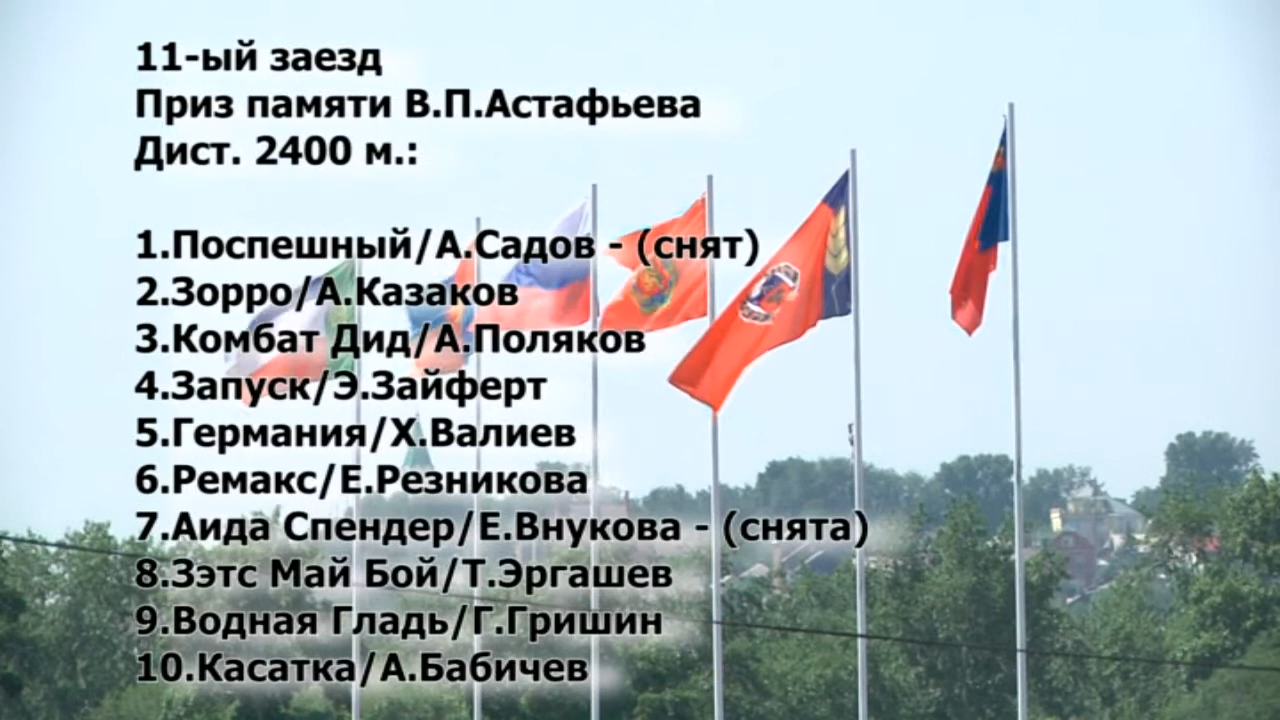 11-ый заезд
Приз памяти В.П.Астафьева
Дист. 2400 м.:
1.Поспешный/А.Садов - (снят)
2.Зорро/А.Казаков
3.Комбат Дид/А.Поляков
4.Запуск/Э.Зайферт
5.Германия/Х.Валиев
6.Ремакс/Е.Резникова
7.Аида Спендер/Е.Внукова - (снята)
8.Зэтс Май Бой/Т.Эргашев
9.Водная Гладь/Г.Гришин
10.Касатка/А.Бабичев